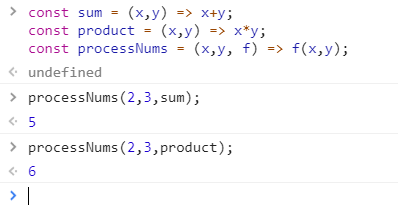 const sum = (x,y) => x+y;
const product = (x,y) => x*y;
const processNums = (x,y, f) => f(x,y);
undefined
processNums(2,3,sum);
5
processNums(2,3,product);
6